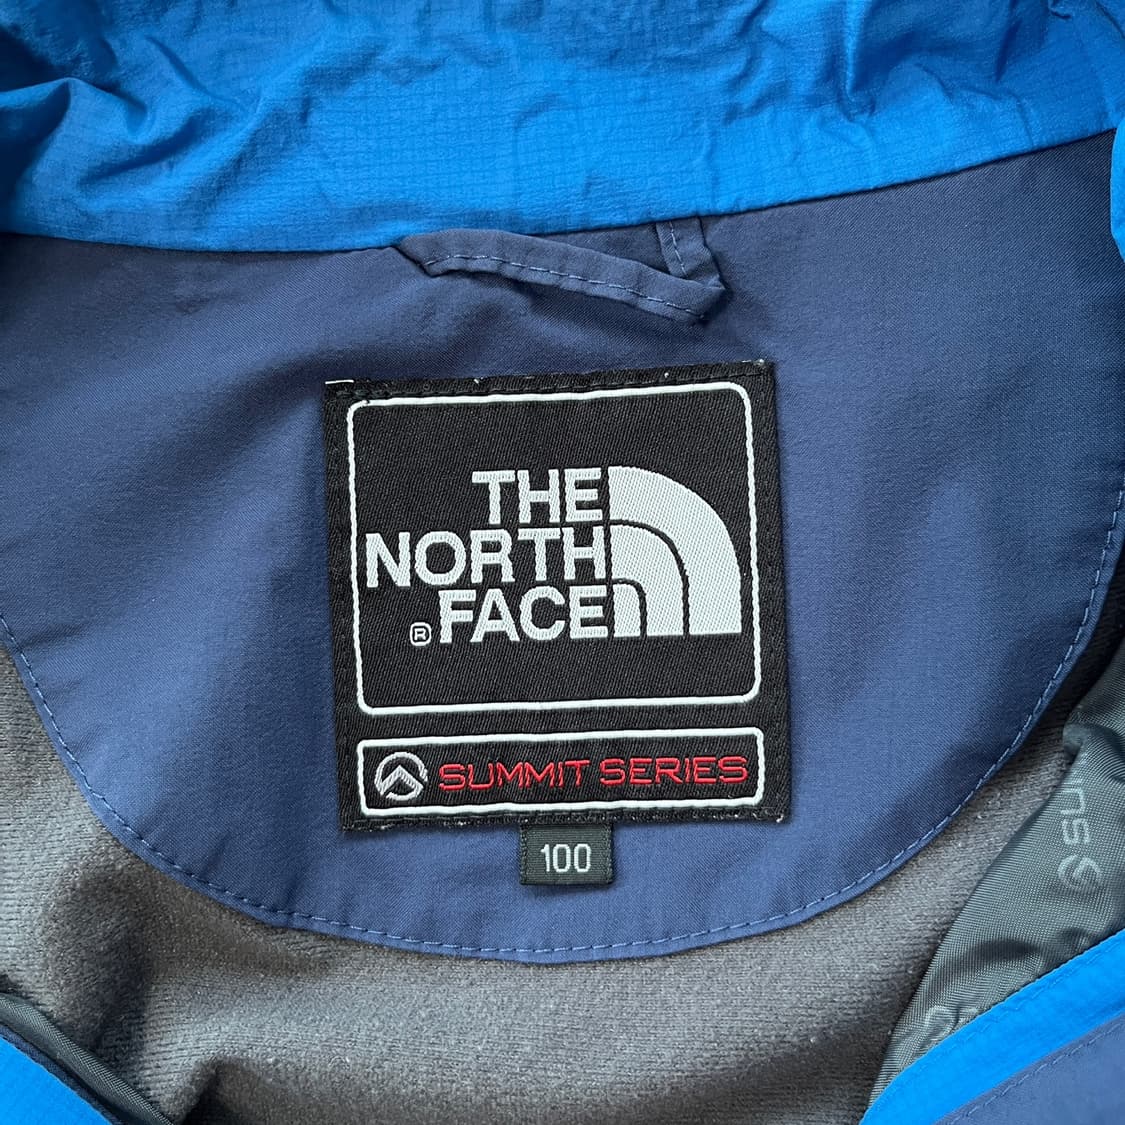 THE
NORTH
® FACE
SUMMIT SERIES
100